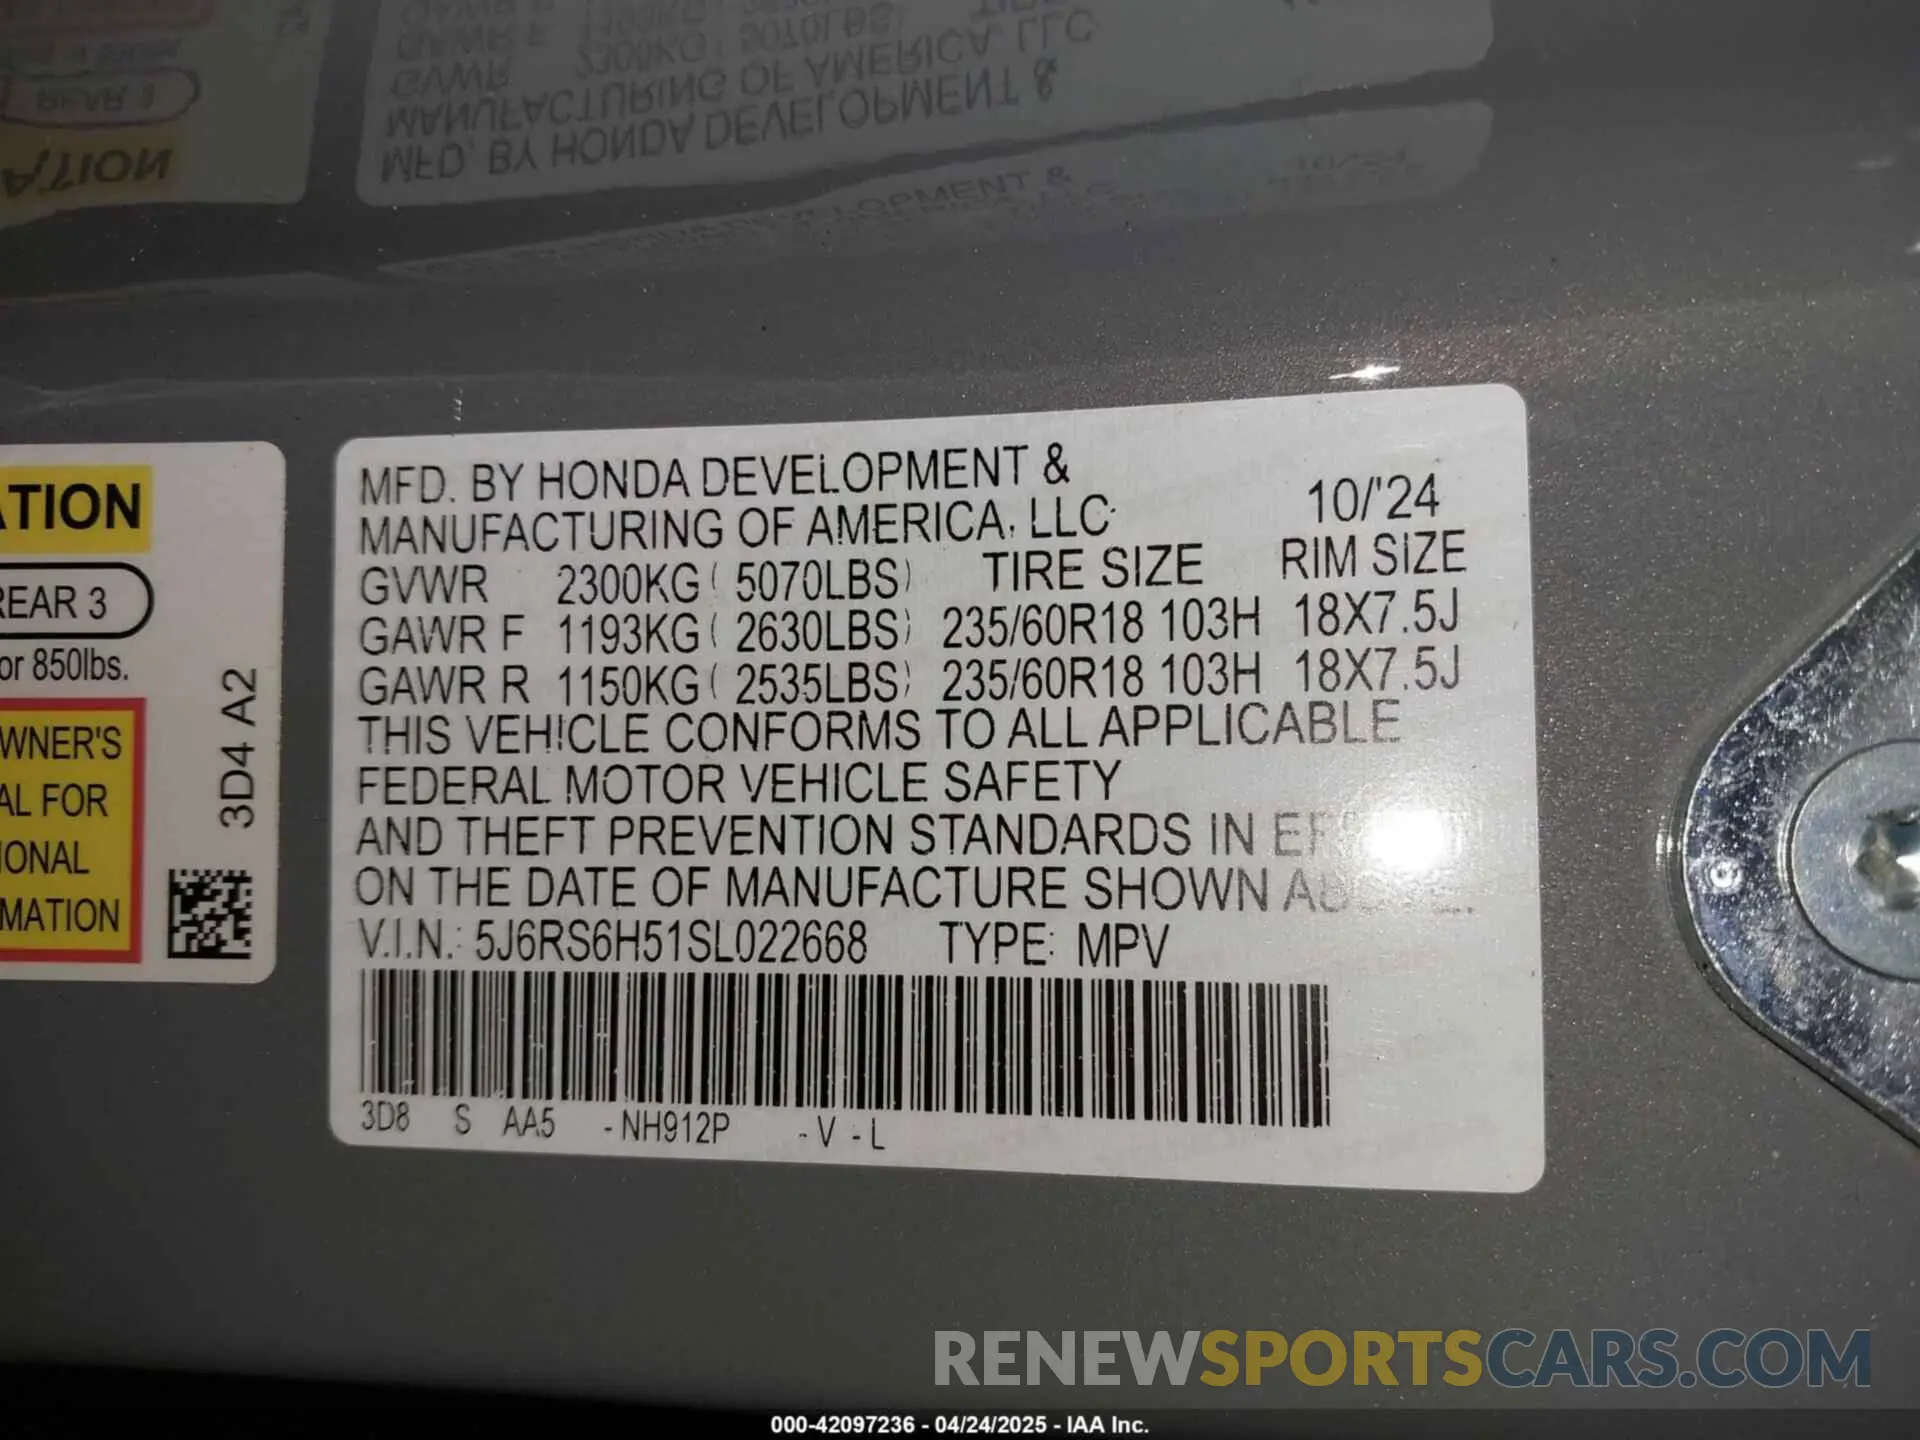 MFD. BY HONDA DEVELOPMENT &
MANUFACTURING OF AMERICA, LLC 10/'24
GVWR 2300KG ( 5070LBS) TIRE SIZE RIM SIZE
GAWR F 1193KG ( 2630LBS) 235/60R18 103H 18X7.5J
GAWR R 1150KG ( 2535LBS) 235/60R18 103H 18X7.5J
THIS VEHICLE CONFORMS TO ALL APPLICABLE
FEDERAL MOTOR VEHICLE SAFETY
AND THEFT PREVENTION STANDARDS IN
ON THE DATE OF MANUFACTURE SHOWN
V.I.N.: 5J6RS6H51SL022668 TYPE: MPV
3D8 S AA5 -NH912P - V - L
ATION
REAR 3
or 850lbs.
WNER'S
AL FOR
IONAL
MATION
3D4 A2
RENEWSPORTSCARS.COM
000-42097236 - 04/24/2025 - IAA Inc.